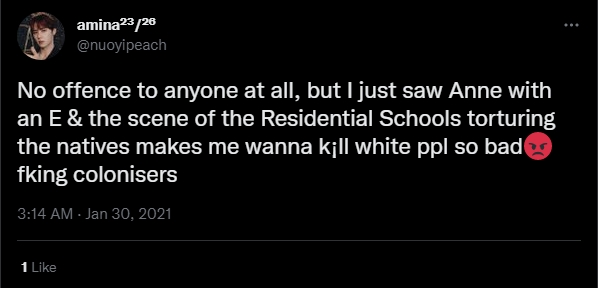 amina²³/²⁶
@nuoyipeach
No offence to anyone at all, but I just saw Anne with
an E & the scene of the Residential Schools torturing
the natives makes me wanna k¡ll white ppl so bad😡
fking colonisers
3:14 AM · Jan 30, 2021
1 Like